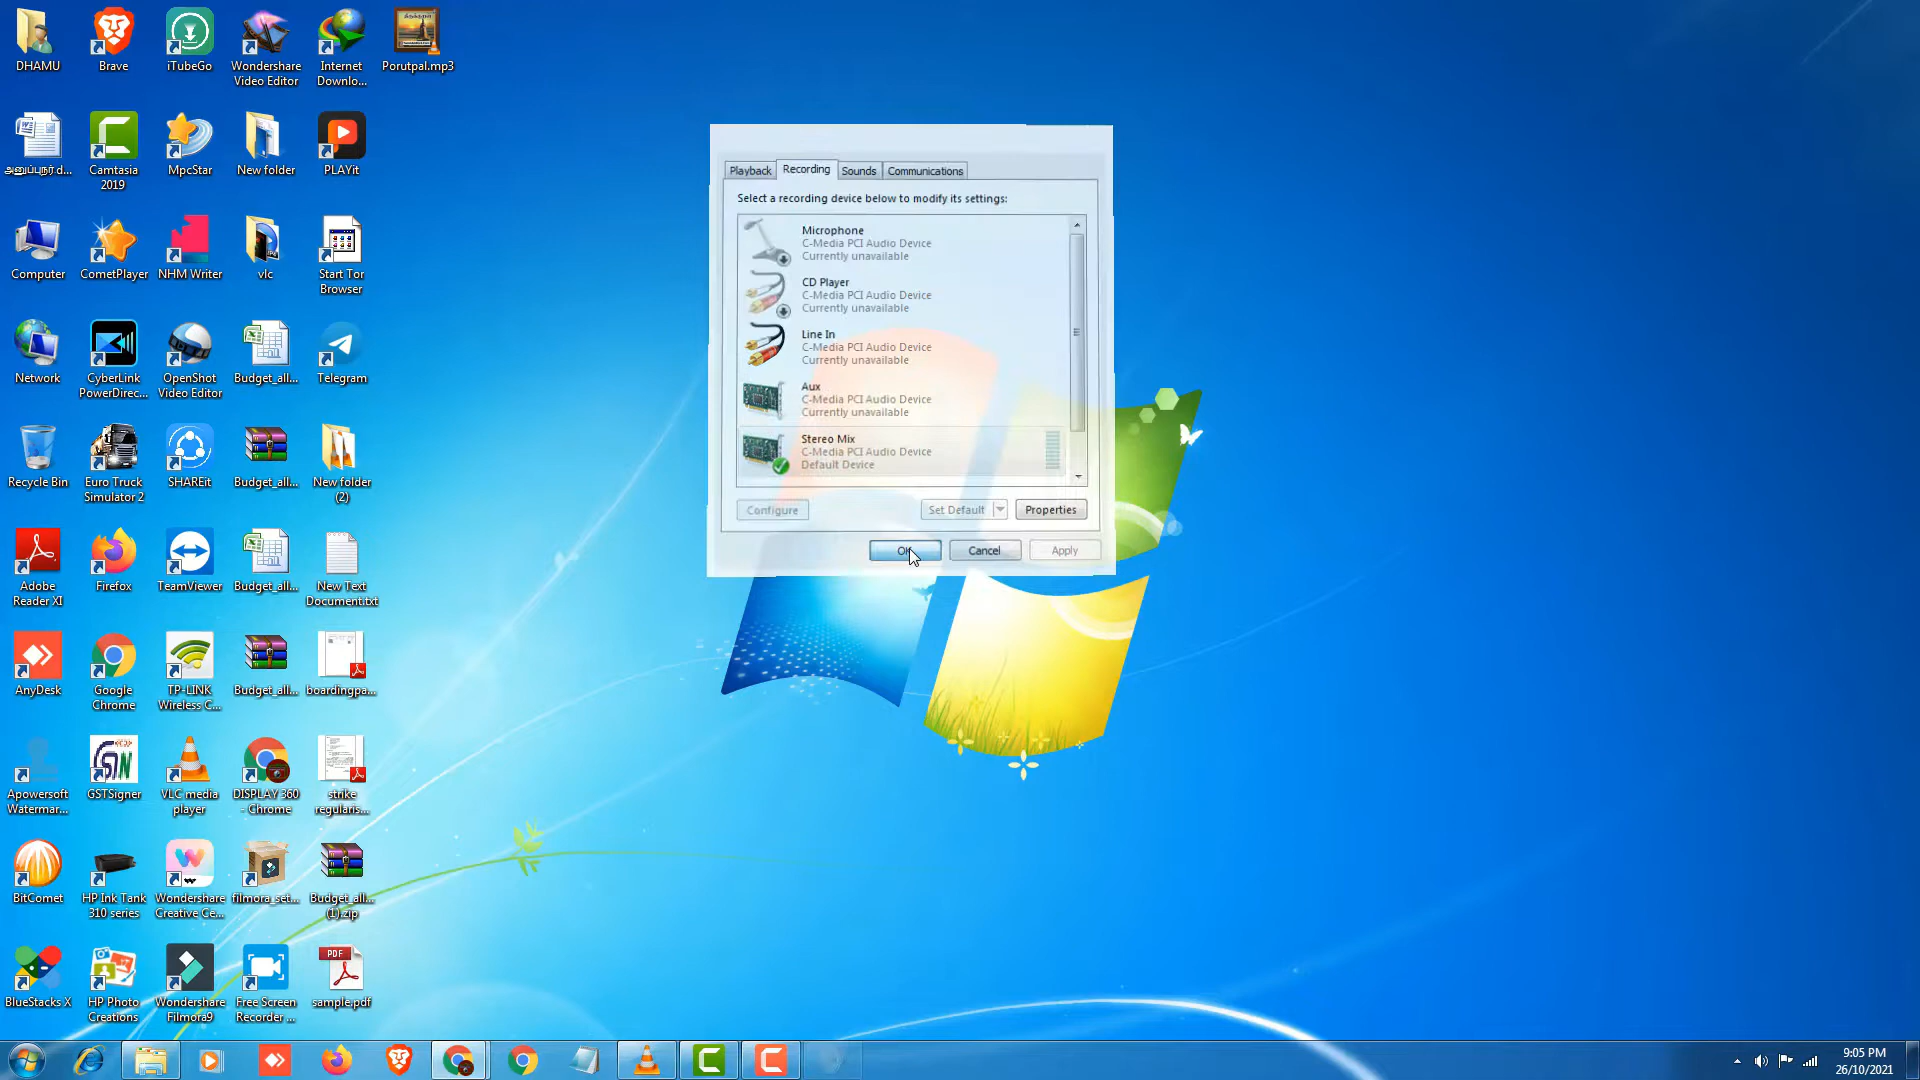 DHAMU
Brave
iTubeGo
Wondershare
Video Editor
Internet
Downlo...
Porutpal.mp3
அனுப்புநர் d...
Camtasia
2019
MpcStar
New folder
PLAYit
Computer
CometPlayer
NHM Writer
vlc
Start Tor
Browser
Network
CyberLink
PowerDirec...
OpenShot
Video Editor
Budget_all...
Telegram
Recycle Bin
Euro Truck
Simulator 2
SHAREit
Budget_all...
New folder
(2)
Adobe
Reader XI
Firefox
TeamViewer
Budget_all...
New Text
Document.txt
AnyDesk
Google
Chrome
TP-LINK
Wireless C...
Budget_all...
boardingpa...
Apowersoft
Watermar...
GSTSigner
VLC media
player
DISPLAY 360
- Chrome
strike
regularis...
BitComet
HP Ink Tank
310 series
Wondershare
Creative Ce...
filmora_set...
Budget_all...
(1).zip
BlueStacks X
HP Photo
Creations
Wondershare
Filmora9
Free Screen
Recorder ...
PDF
sample.pdf
Playback
Recording
Sounds
Communications
Select a recording device below to modify its settings:
Microphone
C-Media PCI Audio Device
Currently unavailable
CD Player
C-Media PCI Audio Device
Currently unavailable
Line In
C-Media PCI Audio Device
Currently unavailable
Aux
C-Media PCI Audio Device
Currently unavailable
Stereo Mix
C-Media PCI Audio Device
Default Device
Configure
Set Default
Properties
OK
Cancel
Apply
9:05 PM
26/10/2021